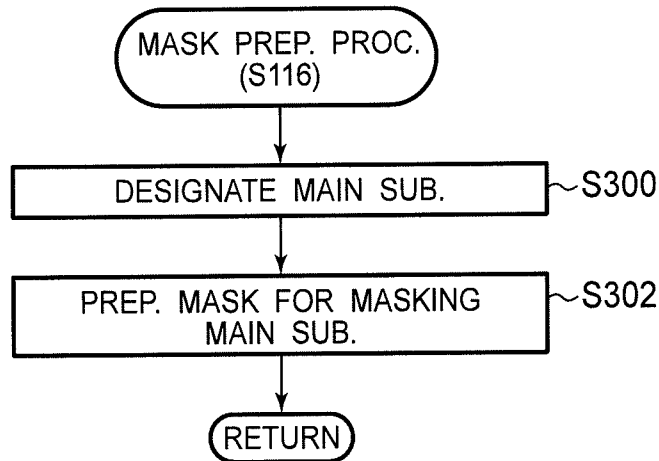 MASK PREP. PROC.
(S116)
DESIGNATE MAIN SUB.
S300
PREP. MASK FOR MASKING
MAIN SUB.
S302
RETURN